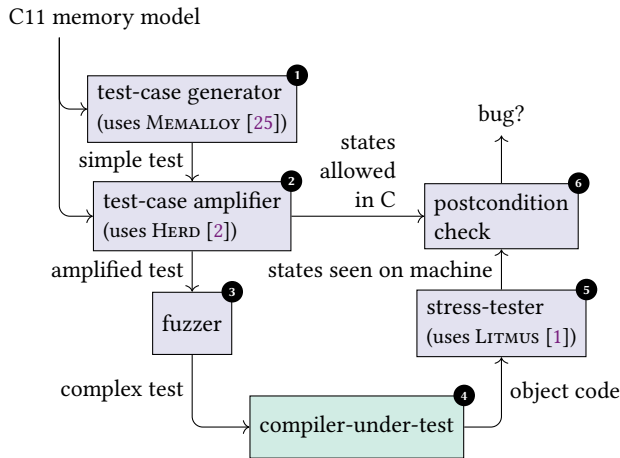 C11 memory model
1
test-case generator
(uses MEMALLOY [25])
simple test
2
test-case amplifier
(uses HERD [2])
states
allowed
in C
bug?
6
postcondition
check
amplified test
states seen on machine
3
fuzzer
5
stress-tester
(uses LITMUS [1])
complex test
4
compiler-under-test
object code